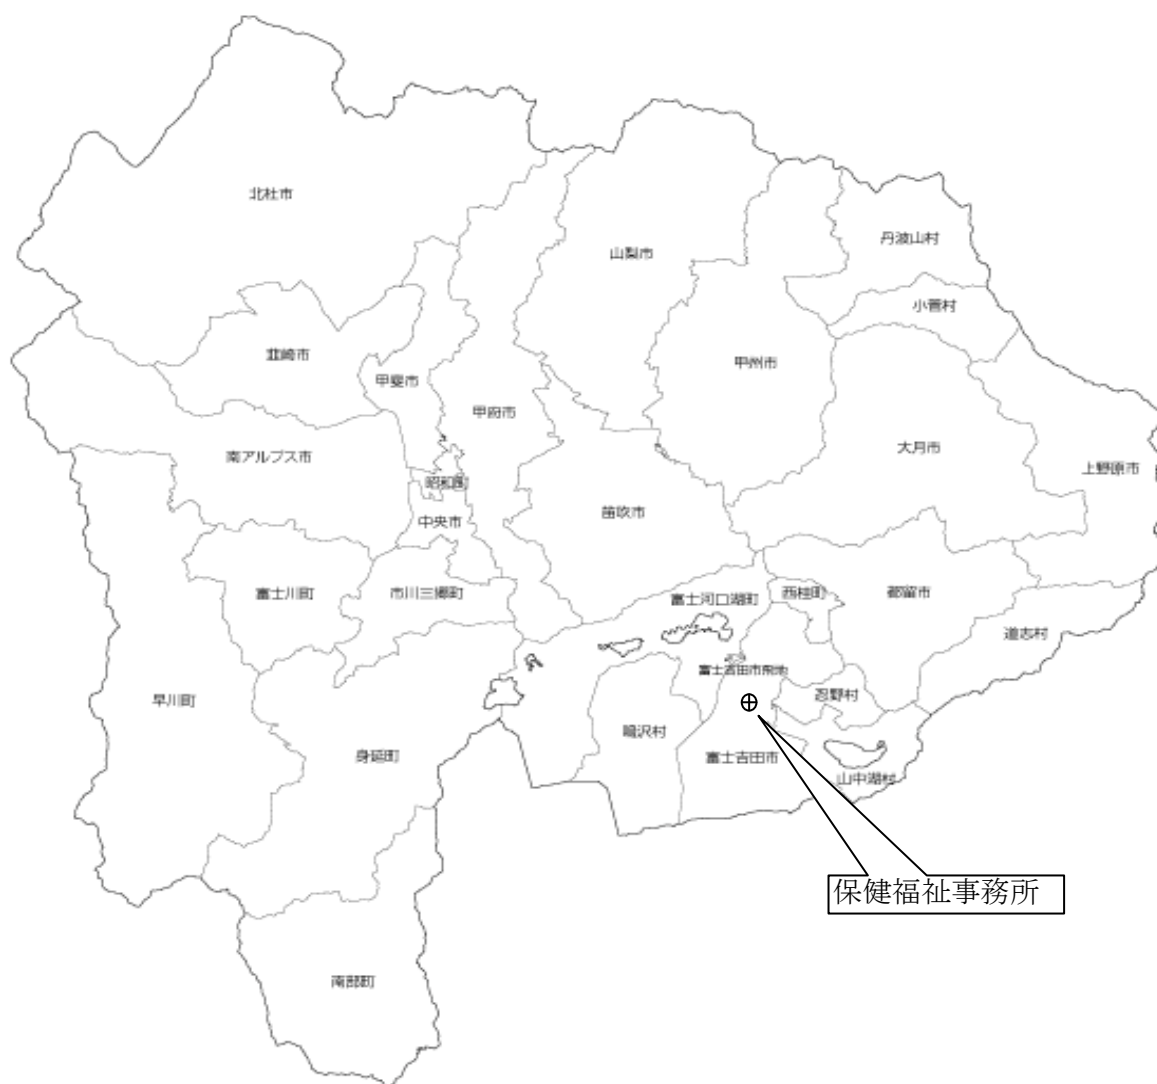 北杜市
丹波山村
山梨市
小菅村
韮崎市
甲州市
甲斐市
甲府市
大月市
南アルプス市
上野原市
昭和町
笛吹市
中央市
富士川町
市川三郷町
西桂町
都留市
富士河口湖町
道志村
富士吉田市飛地
忍野村
早川町
鳴沢村
身延町
富士吉田市
山中湖村
保健福祉事務所
南部町